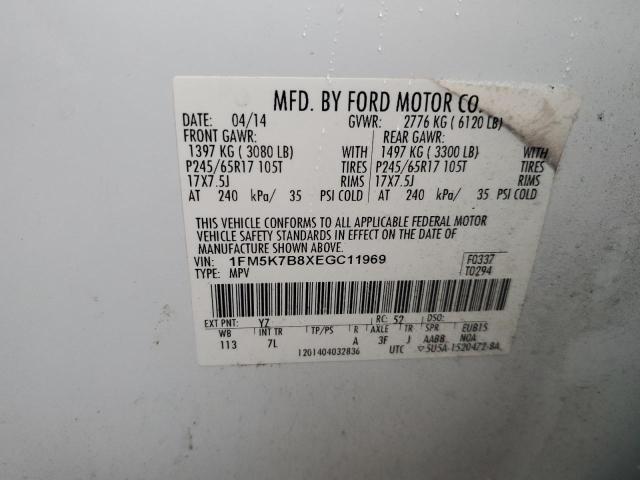 MFD. BY FORD MOTOR CO.
DATE: 04/14 GVWR: 2776 KG ( 6120 LB)
FRONT GAWR: REAR GAWR:
1397 KG ( 3080 LB) WITH 1497 KG ( 3300 LB) WITH
P245/65R17 105T TIRES P245/65R17 105T TIRES
17X7.5J RIMS 17X7.5J RIMS
AT 240 kPa/ 35 PSI COLD AT 240 kPa/ 35 PSI COLD
THIS VEHICLE CONFORMS TO ALL APPLICABLE FEDERAL MOTOR
VEHICLE SAFETY STANDARDS IN EFFECT ON THE DATE OF
MANUFACTURE SHOWN ABOVE.
VIN: 1FM5K7B8XEGC11969 F0337
TYPE: MPV T0294
EXT PNT: YZ RC: 52 DSO:
WB INT TR TP/PS R AXLE TR SPR EUB15
113 7L A 3F J AABB NOA
1201404032836 UTC ▽5U5A-1520472-BA